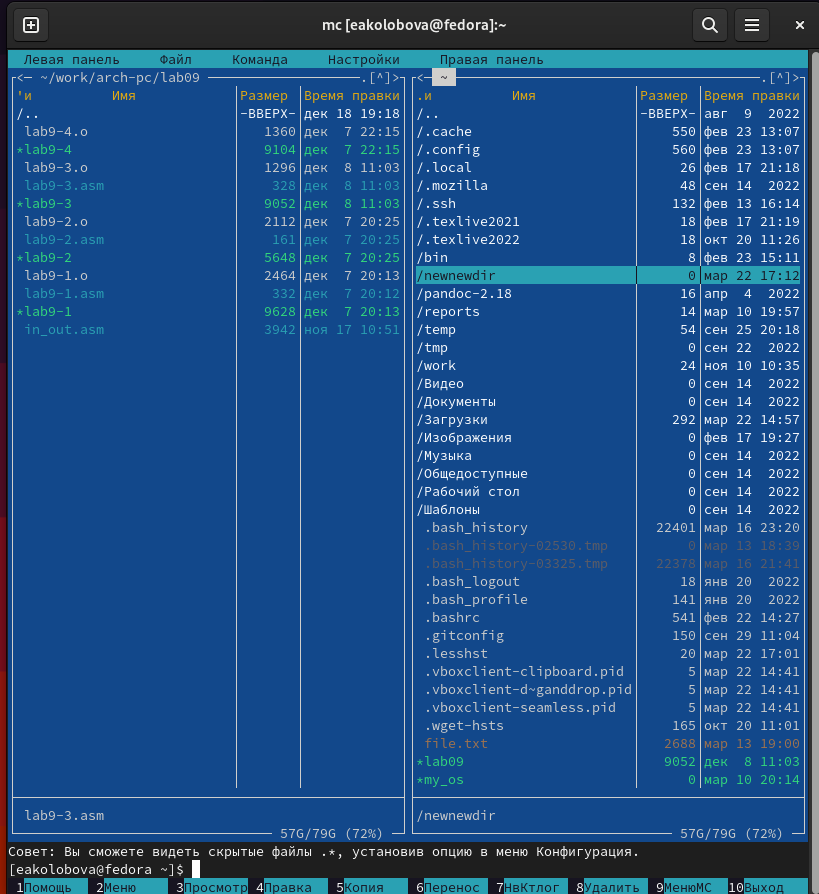 mc [eakolobova@fedora]:~
Левая панель Файл Команда Настройки Правая панель
<— ~/work/arch-pc/lab09 .[^]>
'и Имя Размер Время правки
/.. -ВВЕРХ- дек 18 19:18
lab9-4.o 1360 дек 7 22:15
*lab9-4 9104 дек 7 22:15
lab9-3.o 1296 дек 8 11:03
lab9-3.asm 328 дек 8 11:03
*lab9-3 9052 дек 8 11:03
lab9-2.o 2112 дек 7 20:25
lab9-2.asm 161 дек 7 20:25
*lab9-2 5648 дек 7 20:25
lab9-1.o 2464 дек 7 20:13
lab9-1.asm 332 дек 7 20:12
*lab9-1 9628 дек 7 20:13
in_out.asm 3942 ноя 17 10:51
lab9-3.asm
57G/79G (72%)
<— ~ .[^]>
.и Имя Размер Время правки
/.. -ВВЕРХ- авг 9 2022
/.cache 550 фев 23 13:07
/.config 560 фев 23 13:07
/.local 26 фев 17 21:18
/.mozilla 48 сен 14 2022
/.ssh 132 фев 13 16:14
/.texlive2021 18 фев 17 21:19
/.texlive2022 18 окт 20 11:26
/bin 8 фев 23 15:11
/newnewdir 0 мар 22 17:12
/pandoc-2.18 16 апр 4 2022
/reports 14 мар 10 19:57
/temp 54 сен 25 20:18
/tmp 0 сен 22 2022
/work 24 ноя 10 10:35
/Видео 0 сен 14 2022
/Документы 0 сен 14 2022
/Загрузки 292 мар 22 14:57
/Изображения 0 фев 17 19:27
/Музыка 0 сен 14 2022
/Общедоступные 0 сен 14 2022
/Рабочий стол 0 сен 14 2022
/Шаблоны 0 сен 14 2022
.bash_history 22401 мар 16 23:20
.bash_history-02530.tmp 0 мар 13 18:39
.bash_history-03325.tmp 22378 мар 16 21:41
.bash_logout 18 янв 20 2022
.bash_profile 141 янв 20 2022
.bashrc 541 фев 22 14:27
.gitconfig 150 сен 29 11:04
.lesshst 20 мар 22 17:01
.vboxclient-clipboard.pid 5 мар 22 14:41
.vboxclient-d~ganddrop.pid 5 мар 22 14:41
.vboxclient-seamless.pid 5 мар 22 14:41
.wget-hsts 165 окт 20 11:01
file.txt 2688 мар 13 19:00
*lab09 9052 дек 8 11:03
*my_os 0 мар 10 20:14
/newnewdir
57G/79G (72%)
Совет: Вы сможете видеть скрытые файлы .*, установив опцию в меню Конфигурация.
[eakolobova@fedora ~]$
1Помощь 2Меню 3Просмотр 4Правка 5Копия 6Перенос 7НвКтлог 8Удалить 9МенюMC 10Выход